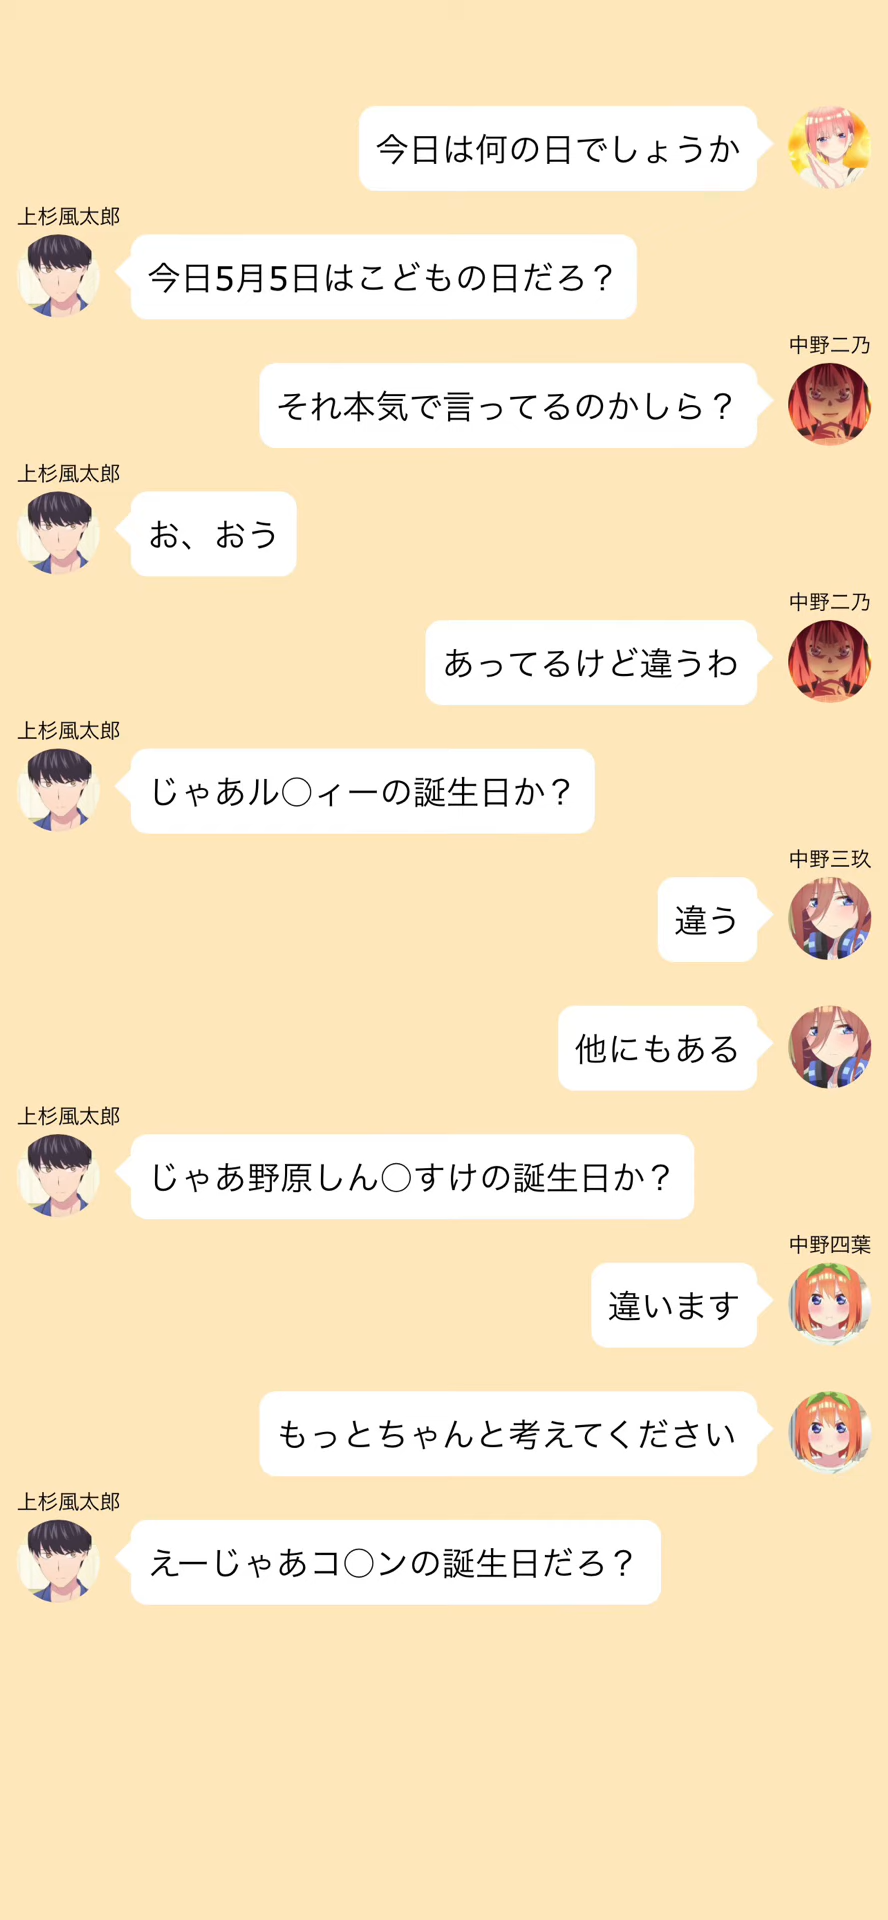 今日は何の日でしょうか
上杉風太郎
今日5月5日はこどもの日だろ？
中野二乃
それ本気で言ってるのかしら？
上杉風太郎
お、おう
中野二乃
あってるけど違うわ
上杉風太郎
じゃあル◯ィーの誕生日か？
中野三玖
違う
他にもある
上杉風太郎
じゃあ野原しん◯すけの誕生日か？
中野四葉
違います
もっとちゃんと考えてください
上杉風太郎
えーじゃあコ◯ンの誕生日だろ？